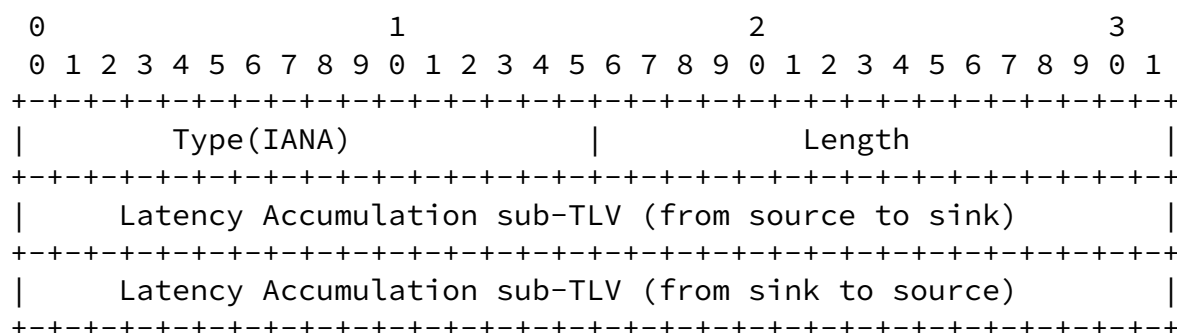 0                   1                   2                   3
 0 1 2 3 4 5 6 7 8 9 0 1 2 3 4 5 6 7 8 9 0 1 2 3 4 5 6 7 8 9 0 1
+-+-+-+-+-+-+-+-+-+-+-+-+-+-+-+-+-+-+-+-+-+-+-+-+-+-+-+-+-+-+-+-+
|        Type(IANA)             |           Length              |
+-+-+-+-+-+-+-+-+-+-+-+-+-+-+-+-+-+-+-+-+-+-+-+-+-+-+-+-+-+-+-+-+
|     Latency Accumulation sub-TLV (from source to sink)        |
+-+-+-+-+-+-+-+-+-+-+-+-+-+-+-+-+-+-+-+-+-+-+-+-+-+-+-+-+-+-+-+-+
|     Latency Accumulation sub-TLV (from sink to source)        |
+-+-+-+-+-+-+-+-+-+-+-+-+-+-+-+-+-+-+-+-+-+-+-+-+-+-+-+-+-+-+-+-+